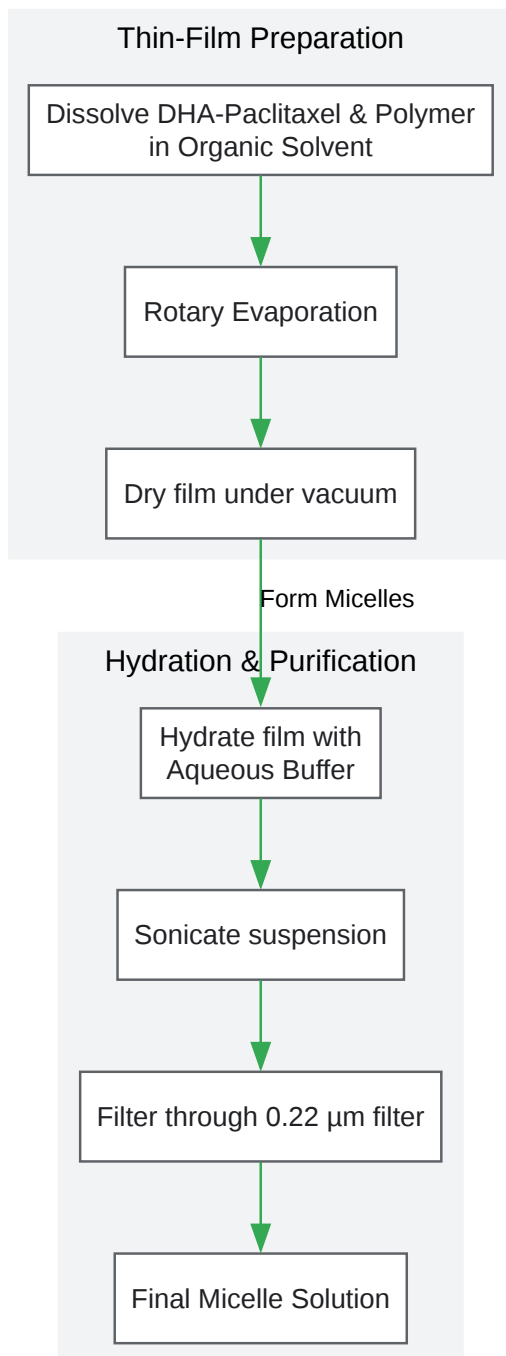 Thin-Film Preparation
Dissolve DHA-Paclitaxel & Polymer
in Organic Solvent
Rotary Evaporation
Dry film under vacuum
Form Micelles
Hydration & Purification
Hydrate film with
Aqueous Buffer
Sonicate suspension
Filter through 0.22 µm filter
Final Micelle Solution